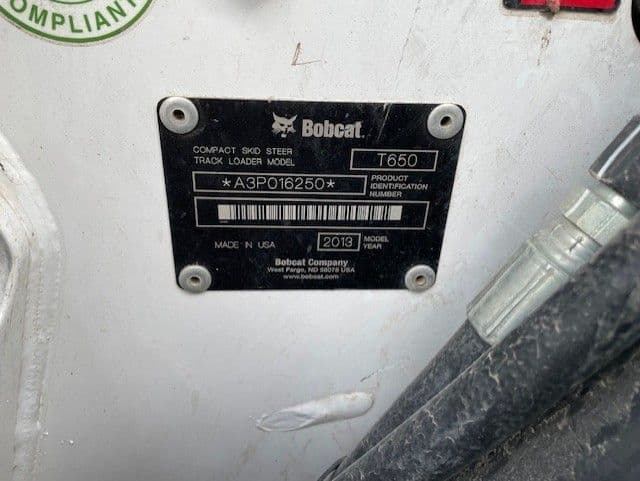 OMPLIANT
Bobcat.
COMPACT SKID STEER
TRACK LOADER MODEL
T650
*A3P016250*
PRODUCT
IDENTIFICATION
NUMBER
MADE IN USA
2013
MODEL
YEAR
Bobcat Company
West Fargo, ND 58078 USA
www.bobcat.com